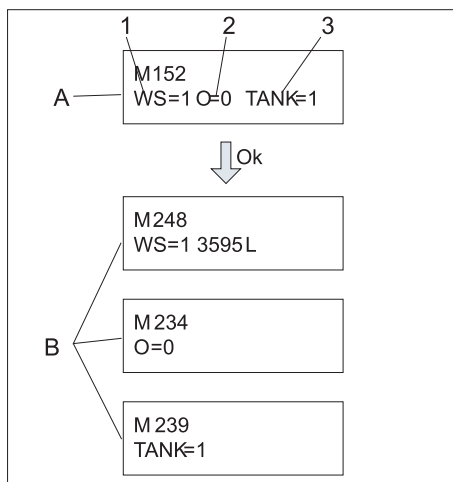 1 2 3
M152
A
WS=1 O=0 TANK=1
Ok
M248
WS=1 3595L
M234
O=0
B
M239
TANK=1